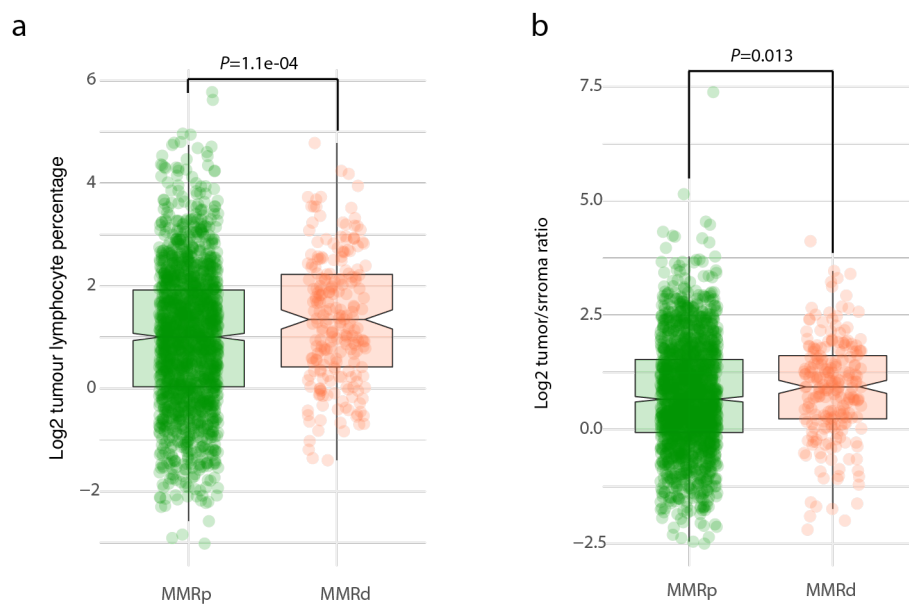 a
P=1.1e-04
6
4
2
0
−2
Log2 tumour lymphocyte percentage
MMRp MMRd
b
P=0.013
7.5
5.0
2.5
0.0
−2.5
Log2 tumor/srroma ratio
MMRp MMRd